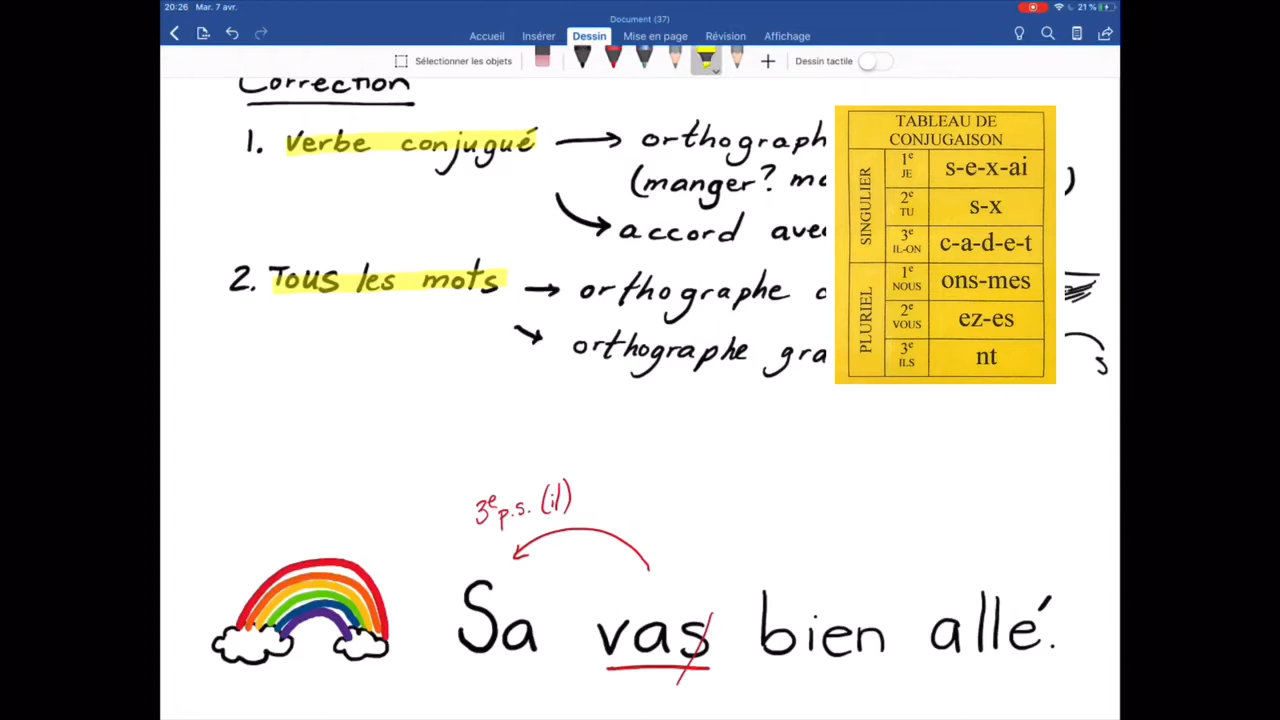 20:26 Mar. 7 avr.
21 %
Document (37)
Accueil Insérer Dessin Mise en page Révision Affichage
Sélectionner les objets
Dessin tactile
Correction
1. Verbe conjugué → orthograph
(manger?
)
accord avec
2. Tous les mots → orthographe
orthographe gra
s
TABLEAU DE
CONJUGAISON
SINGULIER
1e JE s-e-x-ai
2e TU s-x
3e IL-ON c-a-d-e-t
PLURIEL
1e NOUS ons-mes
2e VOUS ez-es
3e ILS nt
3e p.s. (il)
Sa vas bien allé.